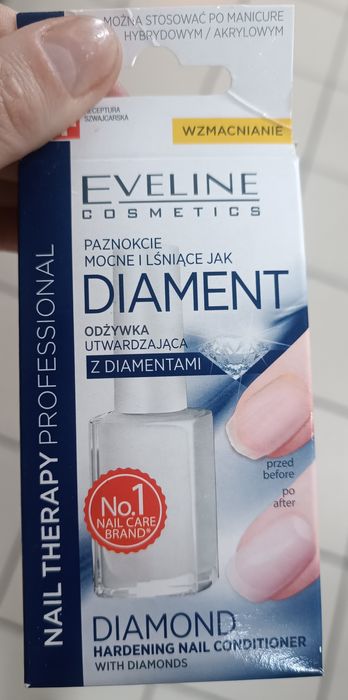 MOŻNA STOSOWAĆ PO MANICURE
HYBRYDOWYM / AKRYLOWYM
SZWAJCARSKA
WZMACNIANIE
EVELINE
COSMETICS
PAZNOKCIE
MOCNE I LŚNIĄCE JAK
DIAMENT
ODŻYWKA
UTWARDZAJĄCA
Z DIAMENTAMI
NAIL THERAPY PROFESSIONAL
przed
before
po
after
No.1
NAIL CARE
BRAND*
DIAMOND
HARDENING NAIL CONDITIONER
WITH DIAMONDS